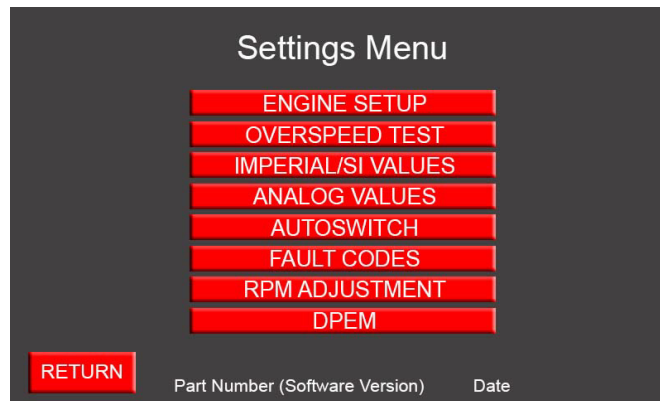 Settings Menu
ENGINE SETUP
OVERSPEED TEST
IMPERIAL/SI VALUES
ANALOG VALUES
AUTOSWITCH
FAULT CODES
RPM ADJUSTMENT
DPEM
RETURN
Part Number (Software Version) Date